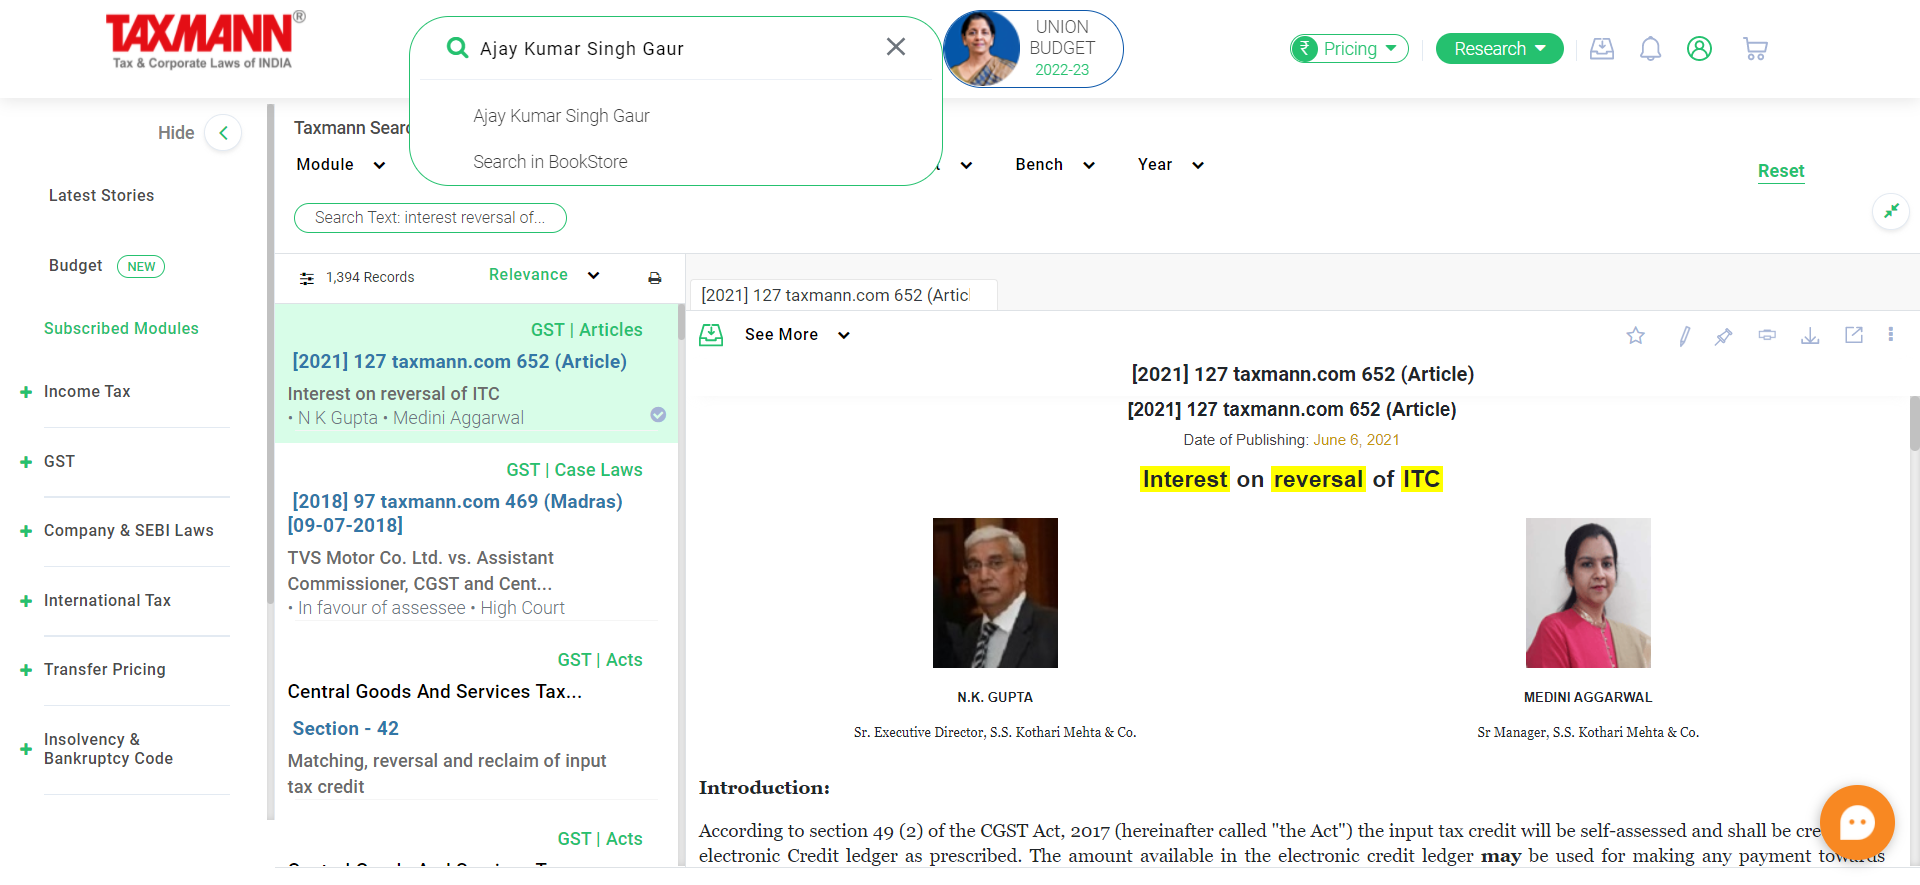 TAXMANN®
Tax & Corporate Laws of INDIA
Ajay Kumar Singh Gaur
Ajay Kumar Singh Gaur
Search in BookStore
UNION
BUDGET
2022-23
Pricing
Research
Hide
Latest Stories
Budget NEW
Subscribed Modules
Income Tax
GST
Company & SEBI Laws
International Tax
Transfer Pricing
Insolvency &
Bankruptcy Code
Taxmann Searc
Module
Bench
Year
Reset
Search Text: interest reversal of...
1,394 Records
Relevance
GST | Articles
[2021] 127 taxmann.com 652 (Article)
Interest on reversal of ITC
• N K Gupta • Medini Aggarwal
GST | Case Laws
[2018] 97 taxmann.com 469 (Madras)
[09-07-2018]
TVS Motor Co. Ltd. vs. Assistant
Commissioner, CGST and Cent...
• In favour of assessee • High Court
GST | Acts
Central Goods And Services Tax...
Section - 42
Matching, reversal and reclaim of input
tax credit
GST | Acts
[2021] 127 taxmann.com 652 (Artic
See More
[2021] 127 taxmann.com 652 (Article)
[2021] 127 taxmann.com 652 (Article)
Date of Publishing: June 6, 2021
Interest on reversal of ITC
N.K. GUPTA
Sr. Executive Director, S.S. Kothari Mehta & Co.
MEDINI AGGARWAL
Sr Manager, S.S. Kothari Mehta & Co.
Introduction:
According to section 49 (2) of the CGST Act, 2017 (hereinafter called "the Act") the input tax credit will be self-assessed and shall be cre
electronic Credit ledger as prescribed. The amount available in the electronic credit ledger may be used for making any payment towards